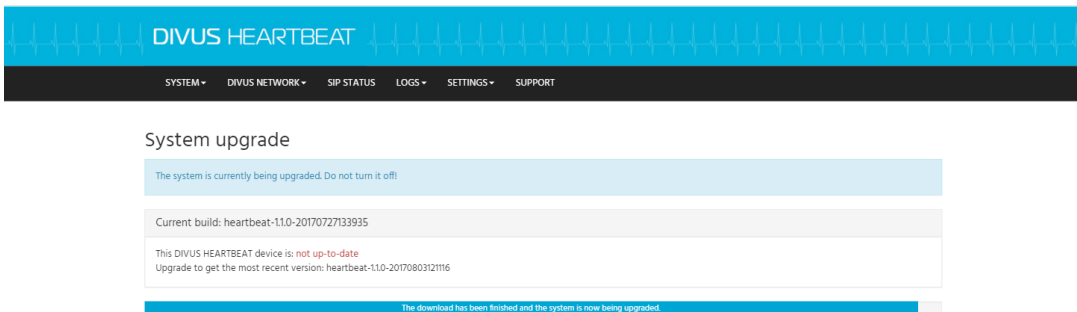 DIVUS HEARTBEAT
SYSTEM DIVUS NETWORK SIP STATUS LOGS SETTINGS SUPPORT
System upgrade
The system is currently being upgraded. Do not turn it off!
Current build: heartbeat-1.1.0-20170727133935
This DIVUS HEARTBEAT device is: not up-to-date
Upgrade to get the most recent version: heartbeat-1.1.0-20170803121116
The download has been finished and the system is now being upgraded.